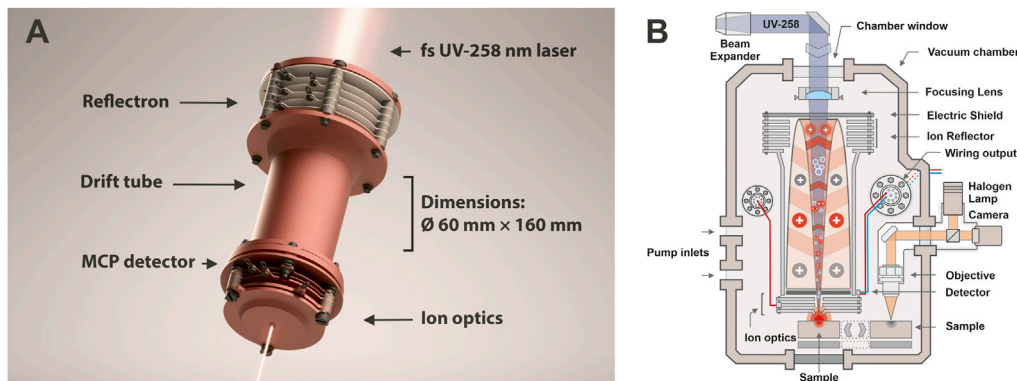 A
fs UV-258 nm laser
Reflectron
Drift tube
Dimensions:
Ø 60 mm × 160 mm
MCP detector
Ion optics
B
UV-258
Beam
Expander
Chamber window
Vacuum chamber
Focusing Lens
Electric Shield
Ion Reflector
Wiring output
Halogen
Lamp
Camera
Pump inlets
Objective
Detector
Ion optics
Sample
Sample